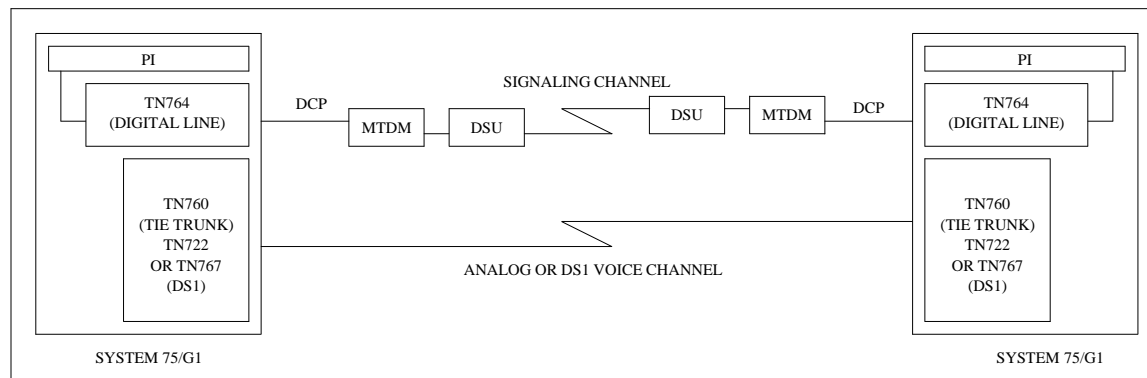 PI
TN764
(DIGITAL LINE)
DCP
MTDM
DSU
SIGNALING CHANNEL
DSU
MTDM
DCP
PI
TN764
(DIGITAL LINE)
TN760
(TIE TRUNK)
TN722
OR TN767
(DS1)
ANALOG OR DS1 VOICE CHANNEL
TN760
(TIE TRUNK)
TN722
OR TN767
(DS1)
SYSTEM 75/G1
SYSTEM 75/G1